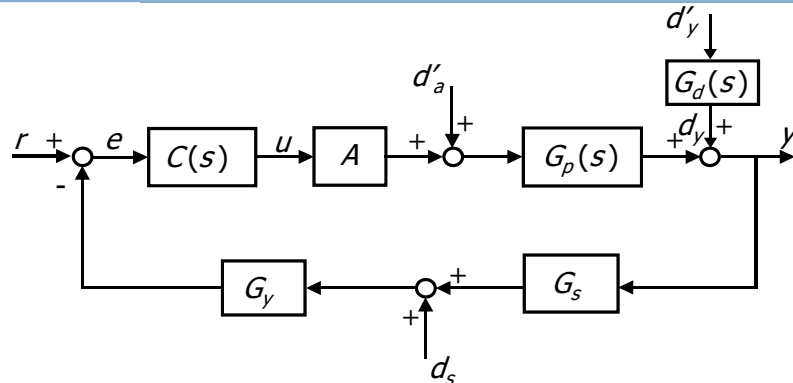 d′y
d′a
Gd(s)
r + e C(s) u A + + Gp(s) + dy + y
-
Gy + Gs
+
ds